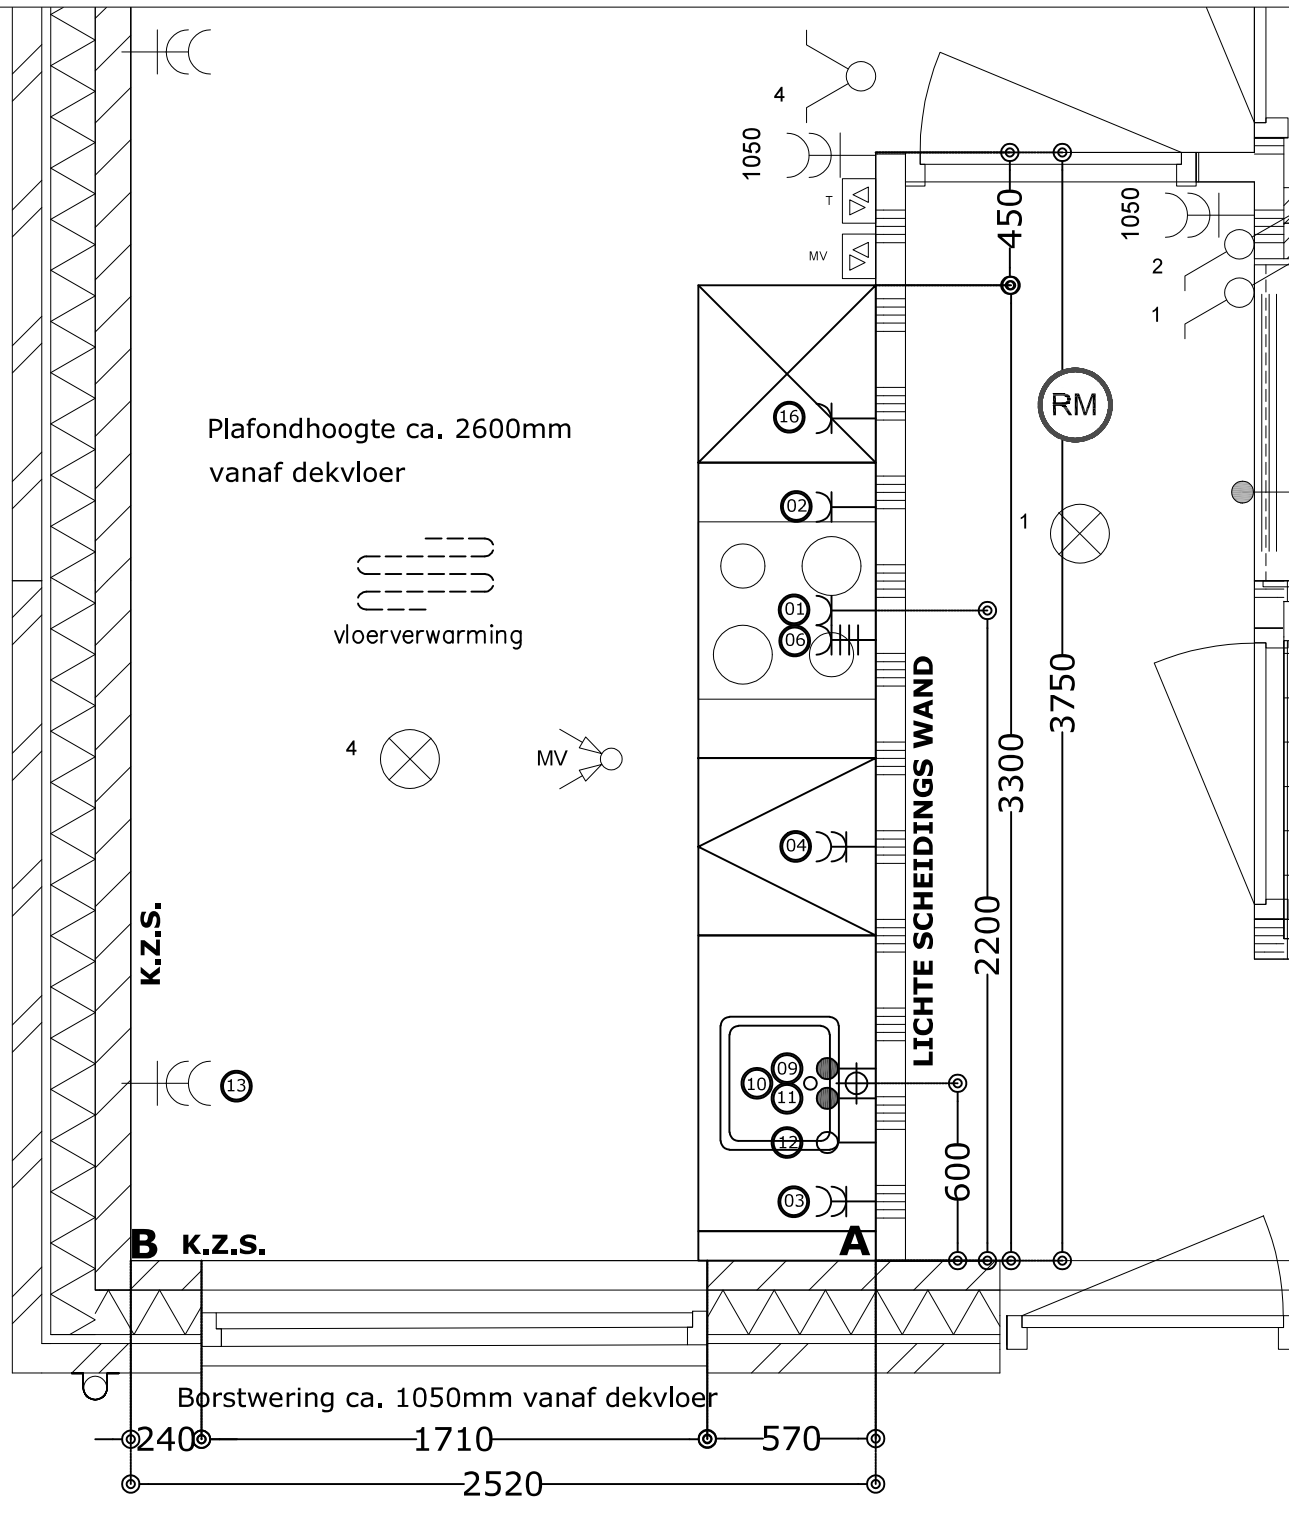 4
1050
T
MV
450
1050
2
1
RM
Plafondhoogte ca. 2600mm
vanaf dekvloer
16
02
1
vloerverwarming
01
06
4
MV
04
LICHTE SCHEIDINGS WAND
3750
3300
2200
K.Z.S.
13
09
10
11
12
03
600
B
K.Z.S.
A
Borstwering ca. 1050mm vanaf dekvloer
240
1710
570
2520